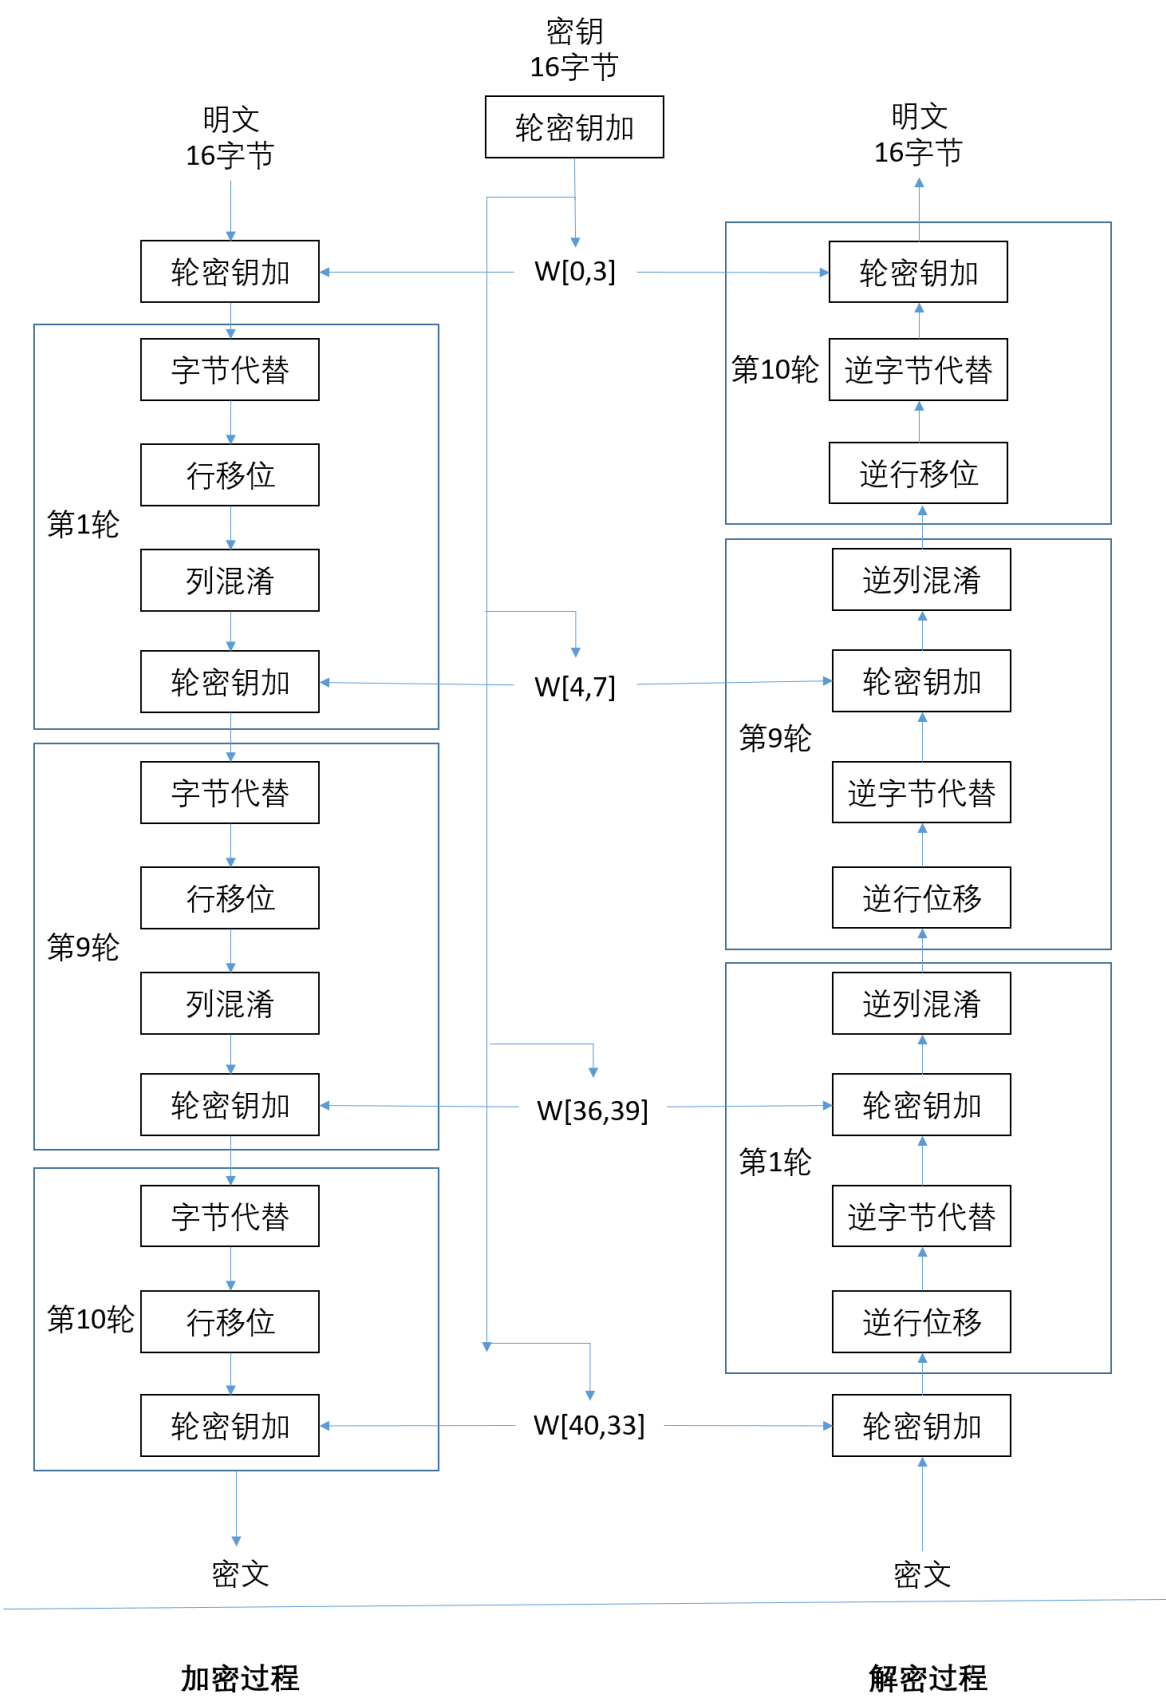 密钥
16字节
轮密钥加
明文
16字节
轮密钥加
第1轮
字节代替
行移位
列混淆
轮密钥加
第9轮
字节代替
行移位
列混淆
轮密钥加
第10轮
字节代替
行移位
轮密钥加
密文
加密过程
W[0,3]
W[4,7]
W[36,39]
W[40,33]
明文
16字节
轮密钥加
第10轮
逆字节代替
逆行移位
逆列混淆
轮密钥加
第9轮
逆字节代替
逆行位移
逆列混淆
轮密钥加
第1轮
逆字节代替
逆行位移
轮密钥加
密文
解密过程